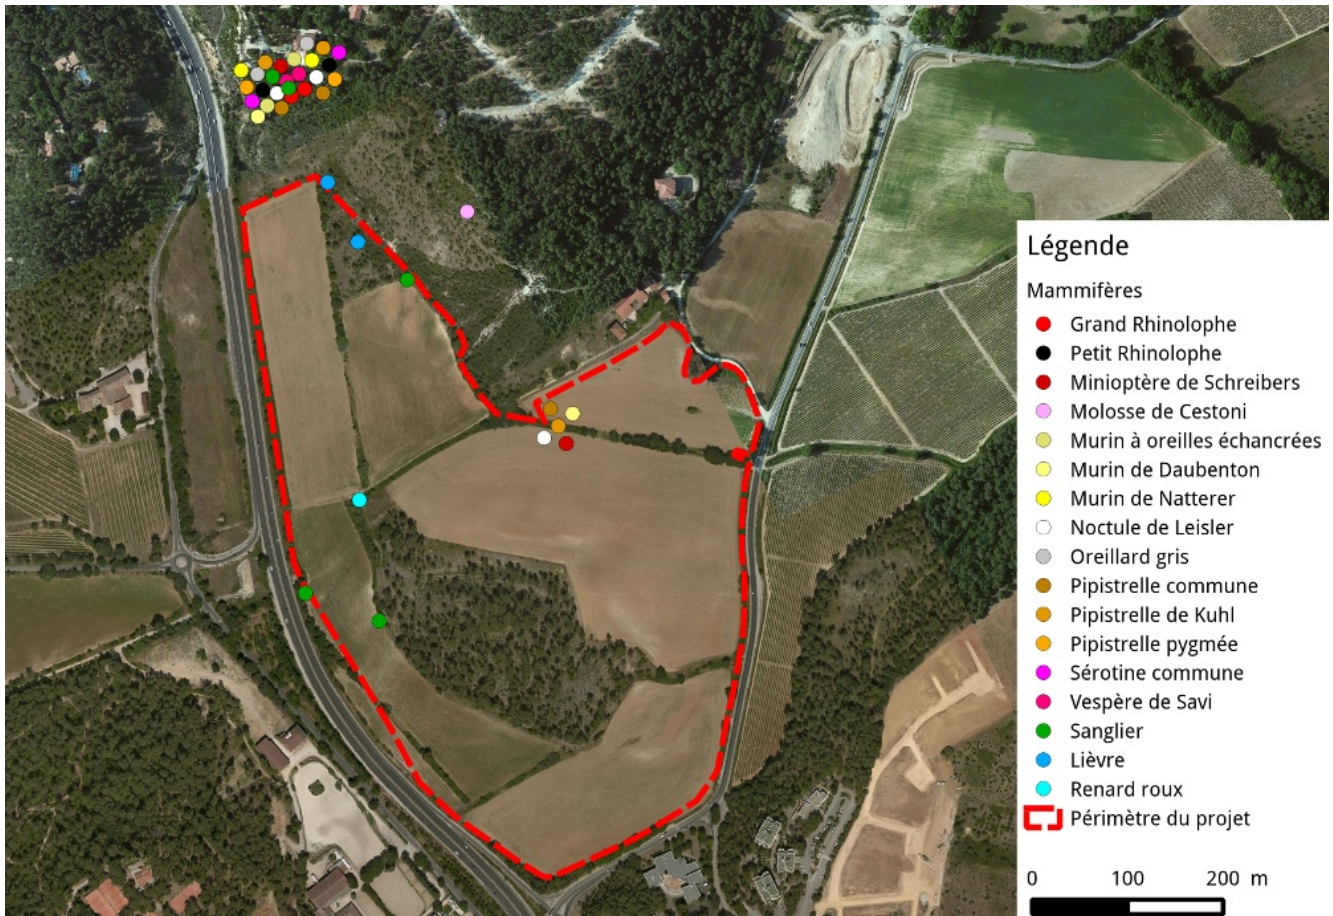 Légende
Mammifères
Grand Rhinolophe
Petit Rhinolophe
Minioptère de Schreibers
Molosse de Cestoni
Murin à oreilles échancrées
Murin de Daubenton
Murin de Natterer
Noctule de Leisler
Oreillard gris
Pipistrelle commune
Pipistrelle de Kuhl
Pipistrelle pygmée
Sérotine commune
Vespère de Savi
Sanglier
Lièvre
Renard roux
Périmètre du projet
0 100 200 m